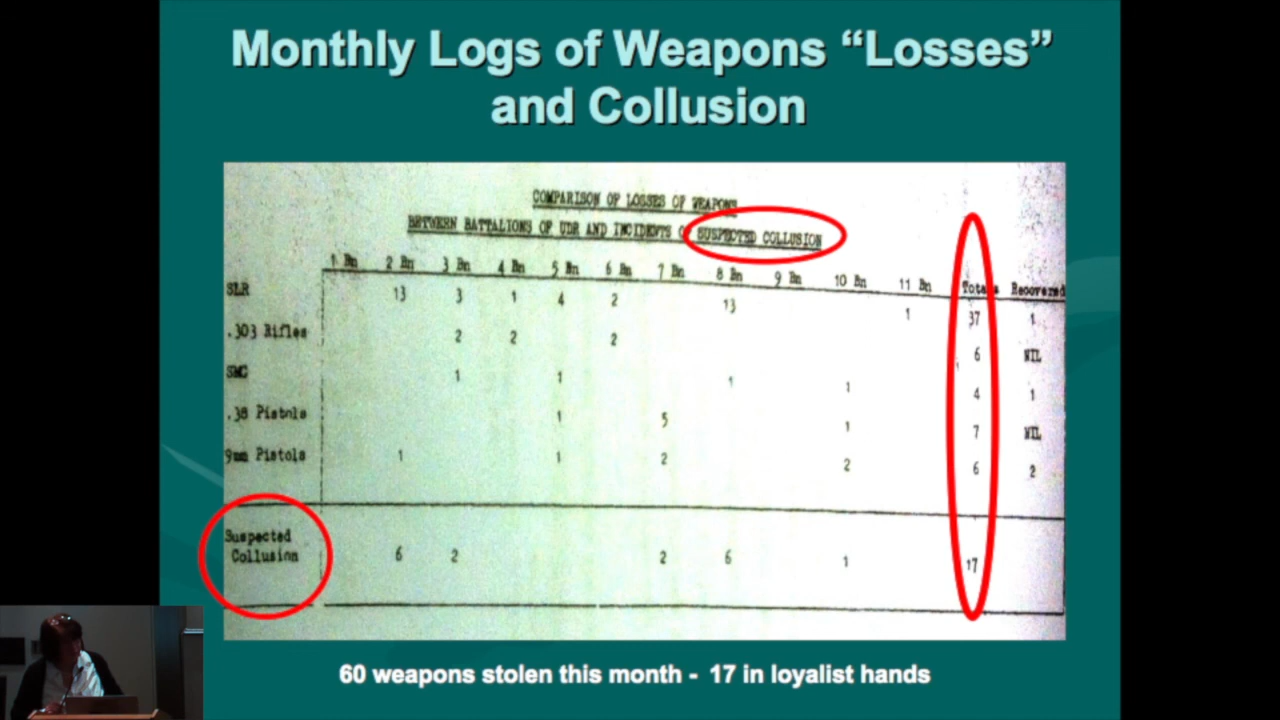 Monthly Logs of Weapons “Losses”
and Collusion
COMPARISON OF LOSSES OF WEAPONS
BETWEEN BATTALIONS OF UDR AND INCIDENTS OF SUSPECTED COLLUSION
1 Bn 2 Bn 3 Bn 4 Bn 5 Bn 6 Bn 7 Bn 8 Bn 9 Bn 10 Bn 11 Bn Totals Recovered
SLR 13 3 1 4 2 13 1 37 1
.303 Rifles 2 2 2 6 NIL
SMG 1 1 1 1 4 1
.38 Pistols 1 5 1 7 NIL
9mm Pistols 1 1 2 2 6 2
Suspected
Collusion 6 2 2 6 1 17
60 weapons stolen this month - 17 in loyalist hands